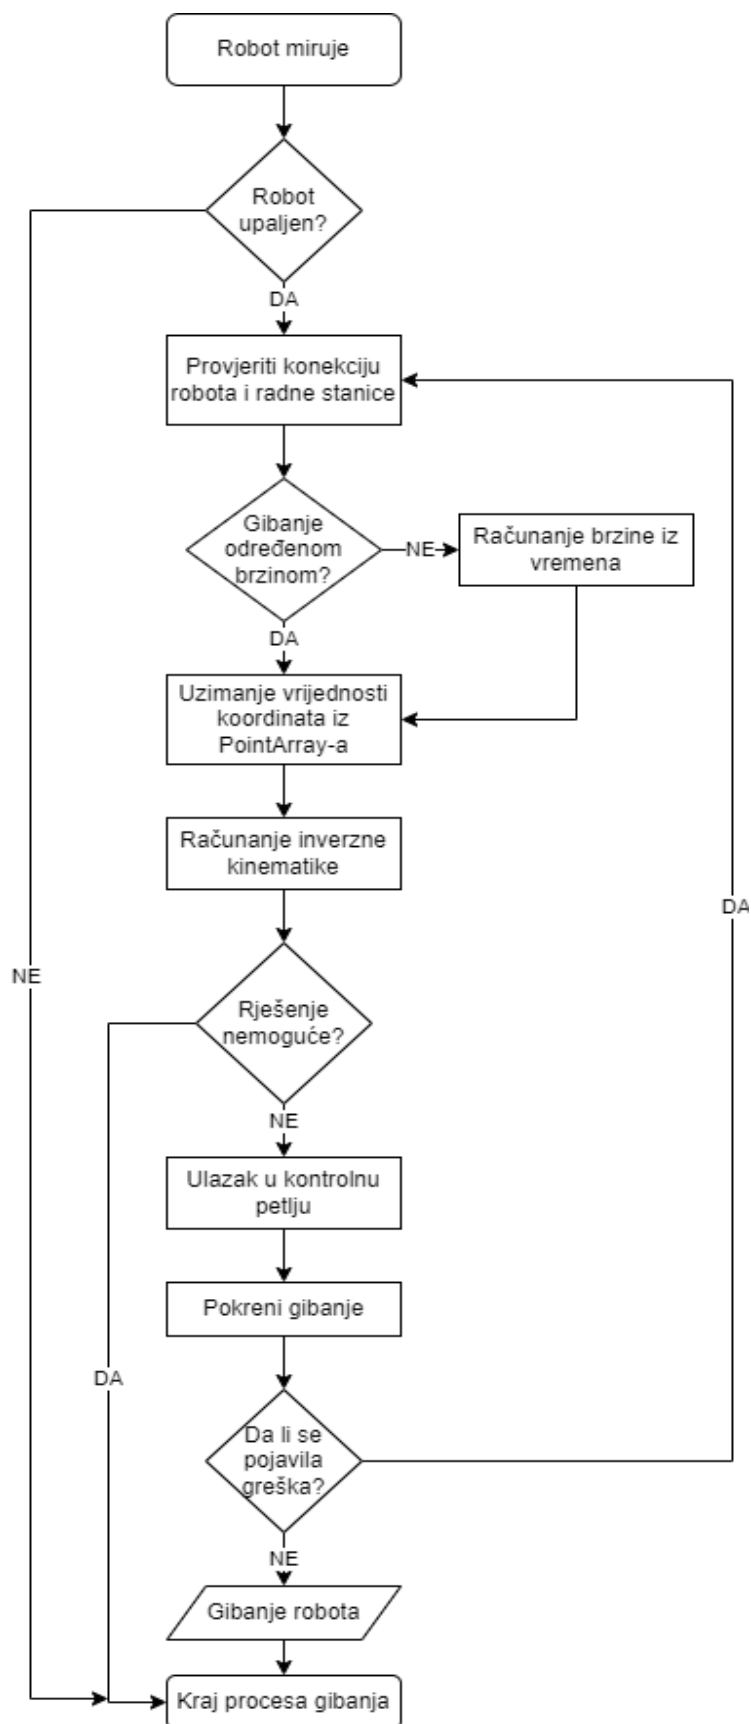 Robot miruje
Robot
upaljen?
DA
Provjeriti konekciju
robota i radne stanice
Gibanje
određenom
brzinom?
NE
Računanje brzine iz
vremena
DA
Uzimanje vrijednosti
koordinata iz
PointArray-a
Računanje inverzne
kinematike
DA
NE
Rješenje
nemoguće?
NE
Ulazak u kontrolnu
petlju
Pokreni gibanje
DA
Da li se
pojavila
greška?
NE
Gibanje robota
Kraj procesa gibanja